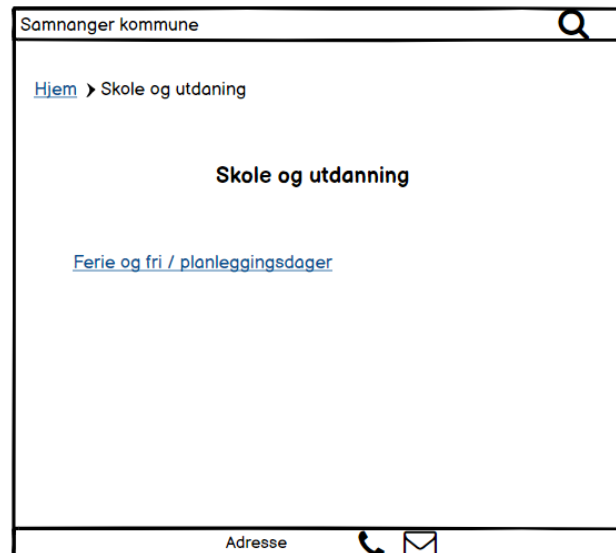 Samnanger kommune
Hjem Skole og utdaning
Skole og utdanning
Ferie og fri / planleggingsdager
Adresse